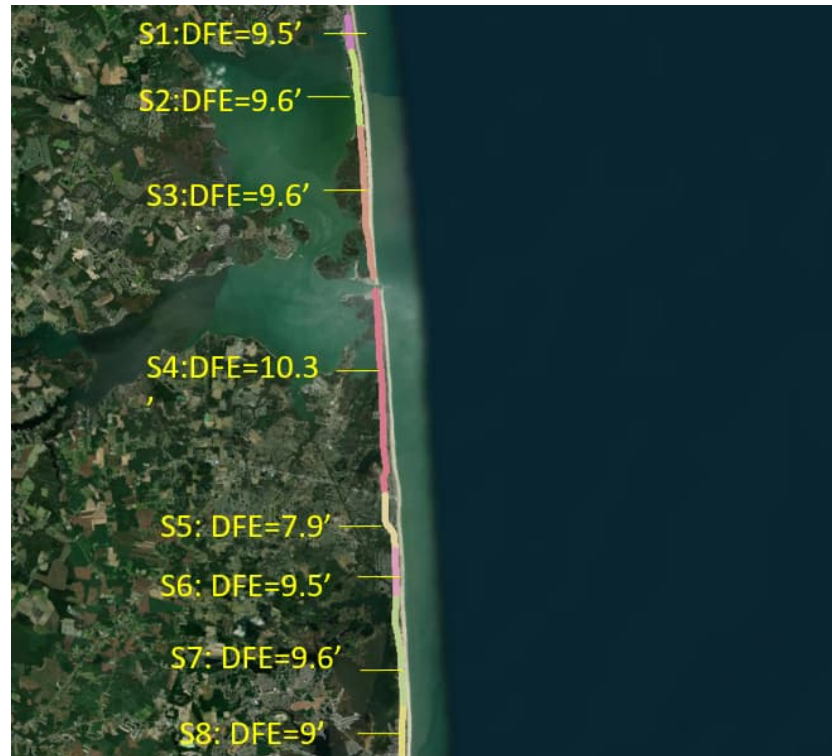 S1:DFE=9.5’
S2:DFE=9.6’
S3:DFE=9.6’
S4:DFE=10.3
’
S5: DFE=7.9’
S6: DFE=9.5’
S7: DFE=9.6’
S8: DFE=9’